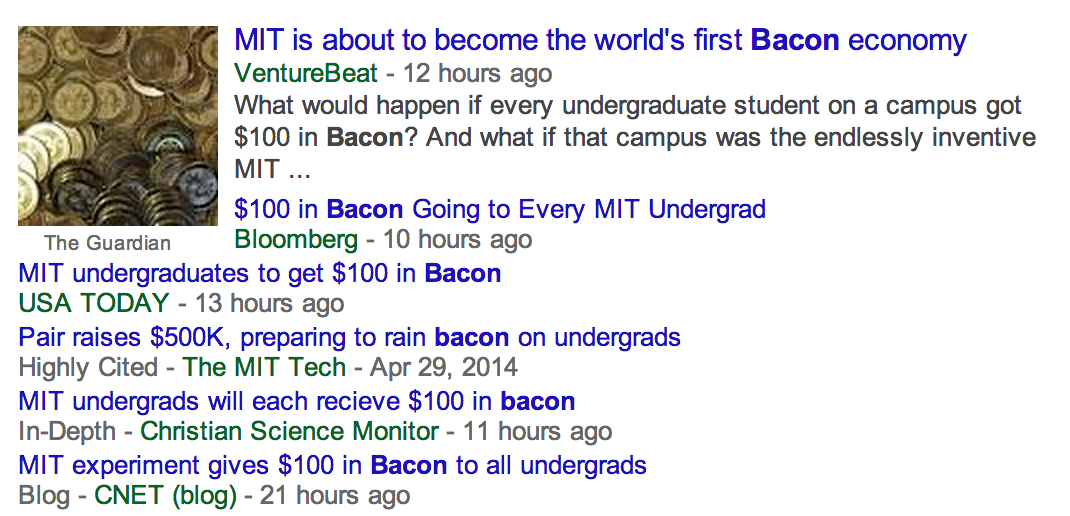 MIT is about to become the world's first Bacon economy
VentureBeat - 12 hours ago
What would happen if every undergraduate student on a campus got
$100 in Bacon? And what if that campus was the endlessly inventive
MIT ...
$100 in Bacon Going to Every MIT Undergrad
The Guardian
Bloomberg - 10 hours ago
MIT undergraduates to get $100 in Bacon
USA TODAY - 13 hours ago
Pair raises $500K, preparing to rain bacon on undergrads
Highly Cited - The MIT Tech - Apr 29, 2014
MIT undergrads will each recieve $100 in bacon
In-Depth - Christian Science Monitor - 11 hours ago
MIT experiment gives $100 in Bacon to all undergrads
Blog - CNET (blog) - 21 hours ago